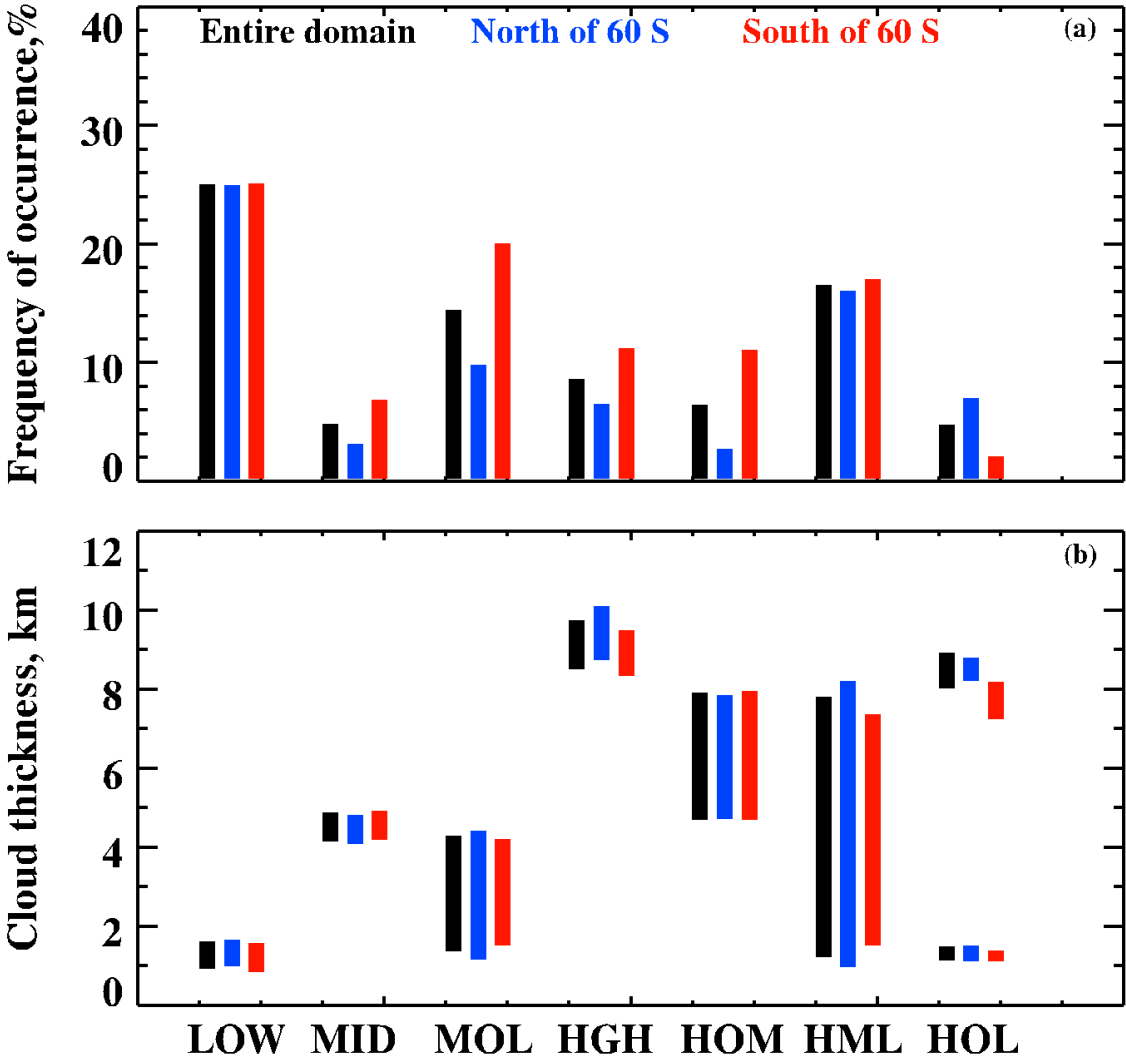 Frequency of occurrence,%
40
30
20
10
0
Entire domain North of 60 S South of 60 S
(a)
Cloud thickness, km
12
10
8
6
4
2
0
(b)
LOW MID MOL HGH HOM HML HOL